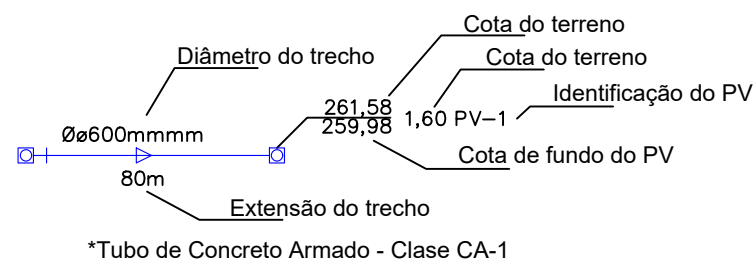 Cota do terreno
Diâmetro do trecho
Cota do terreno
Identificação do PV
261,58
1,60 PV-1
259,98
Øø600mmmm
Cota de fundo do PV
80m
Extensão do trecho
*Tubo de Concreto Armado - Clase CA-1